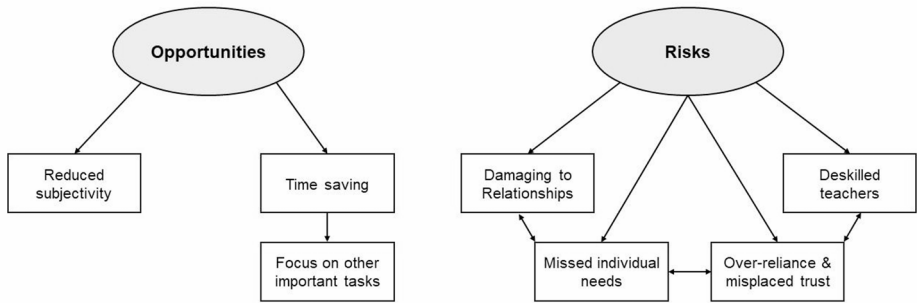 Opportunities
Risks
Reduced
subjectivity
Time saving
Damaging to
Relationships
Deskilled
teachers
Focus on other
important tasks
Missed individual
needs
Over-reliance &
misplaced trust